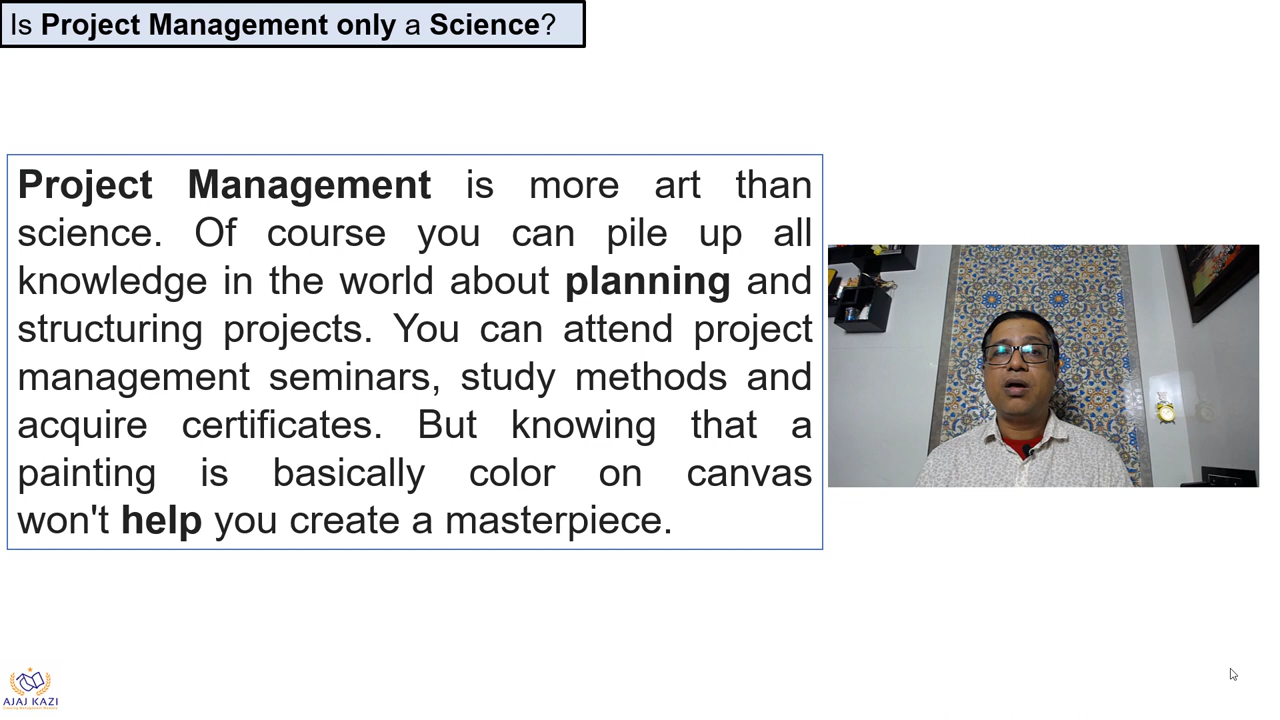 Is Project Management only a Science?
Project Management is more art than
science. Of course you can pile up all
knowledge in the world about planning and
structuring projects. You can attend project
management seminars, study methods and
acquire certificates. But knowing that a
painting is basically color on canvas
won't help you create a masterpiece.
AJAJ KAZI